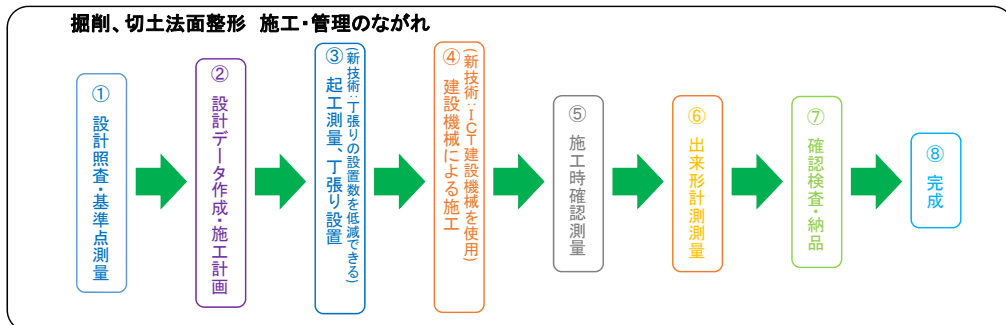 掘削、切土法面整形 施工・管理のながれ
① 設計照査・基準点測量
② 設計データ作成・施工計画
③ 起工測量、丁張り設置
(新技術:丁張りの設置数を低減できる)
④ 建設機械による施工
(新技術:ICT建設機械を使用)
⑤ 施工時確認測量
⑥ 出来形計測測量
⑦ 確認検査・納品
⑧ 完成